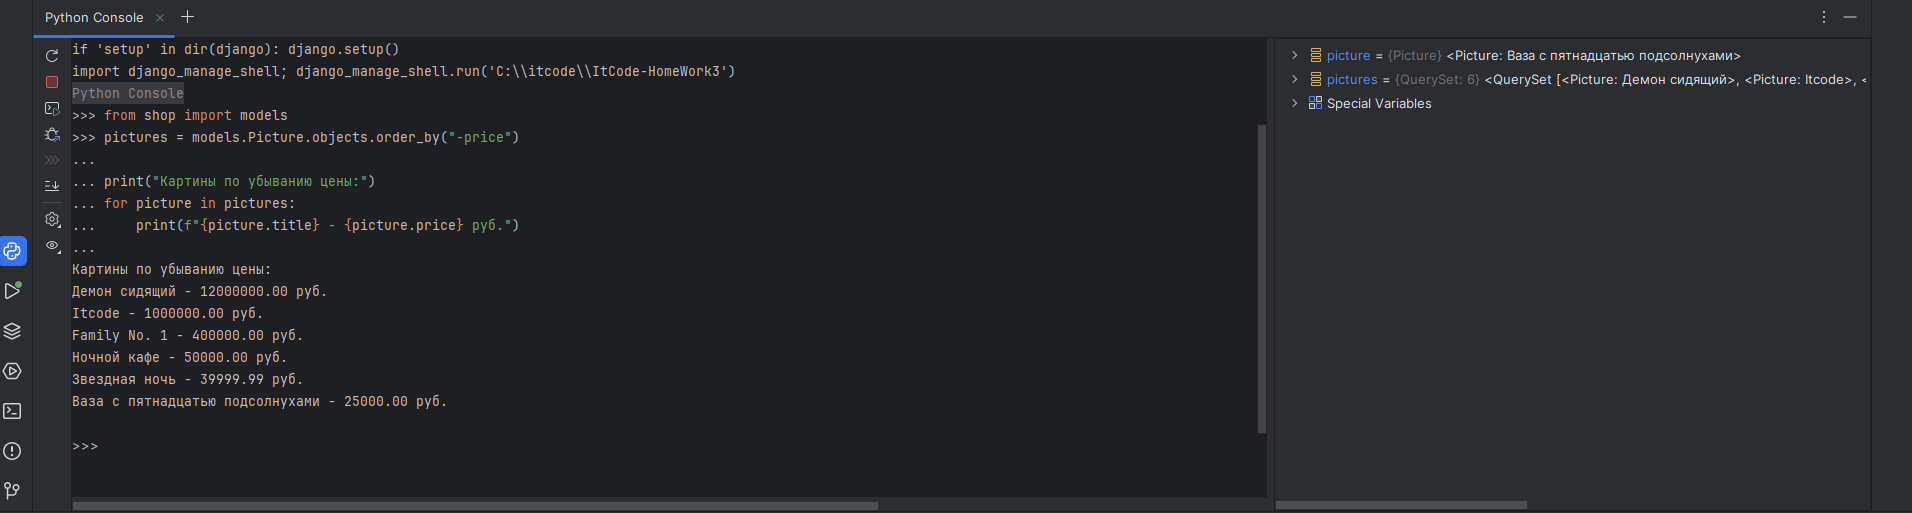 Python Console
if 'setup' in dir(django): django.setup()
import django_manage_shell; django_manage_shell.run('C:\\itcode\\ItCode-HomeWork3')
Python Console
>>> from shop import models
>>> pictures = models.Picture.objects.order_by("-price")
...
... print("Картины по убыванию цены:")
... for picture in pictures:
...     print(f"{picture.title} - {picture.price} руб.")
...
Картины по убыванию цены:
Демон сидящий - 12000000.00 руб.
Itcode - 1000000.00 руб.
Family No. 1 - 400000.00 руб.
Ночной кафе - 50000.00 руб.
Звездная ночь - 39999.99 руб.
Ваза с пятнадцатью подсолнухами - 25000.00 руб.
>>>
picture = {Picture} <Picture: Ваза с пятнадцатью подсолнухами>
pictures = {QuerySet: 6} <QuerySet [<Picture: Демон сидящий>, <Picture: Itcode>, <
Special Variables